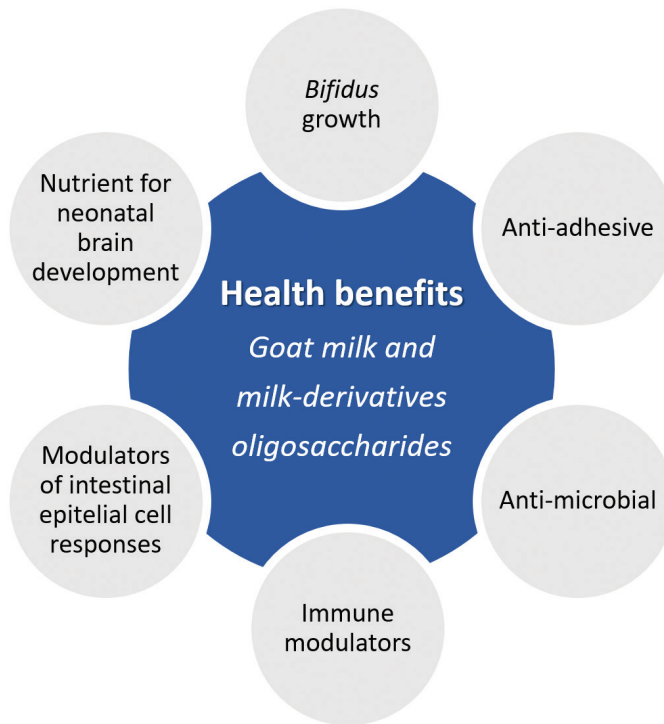 Bifidus
growth
Nutrient for
neonatal
brain
development
Anti-adhesive
Health benefits
Goat milk and
milk-derivatives
oligosaccharides
Modulators
of intestinal
epitelial cell
responses
Anti-microbial
Immune
modulators